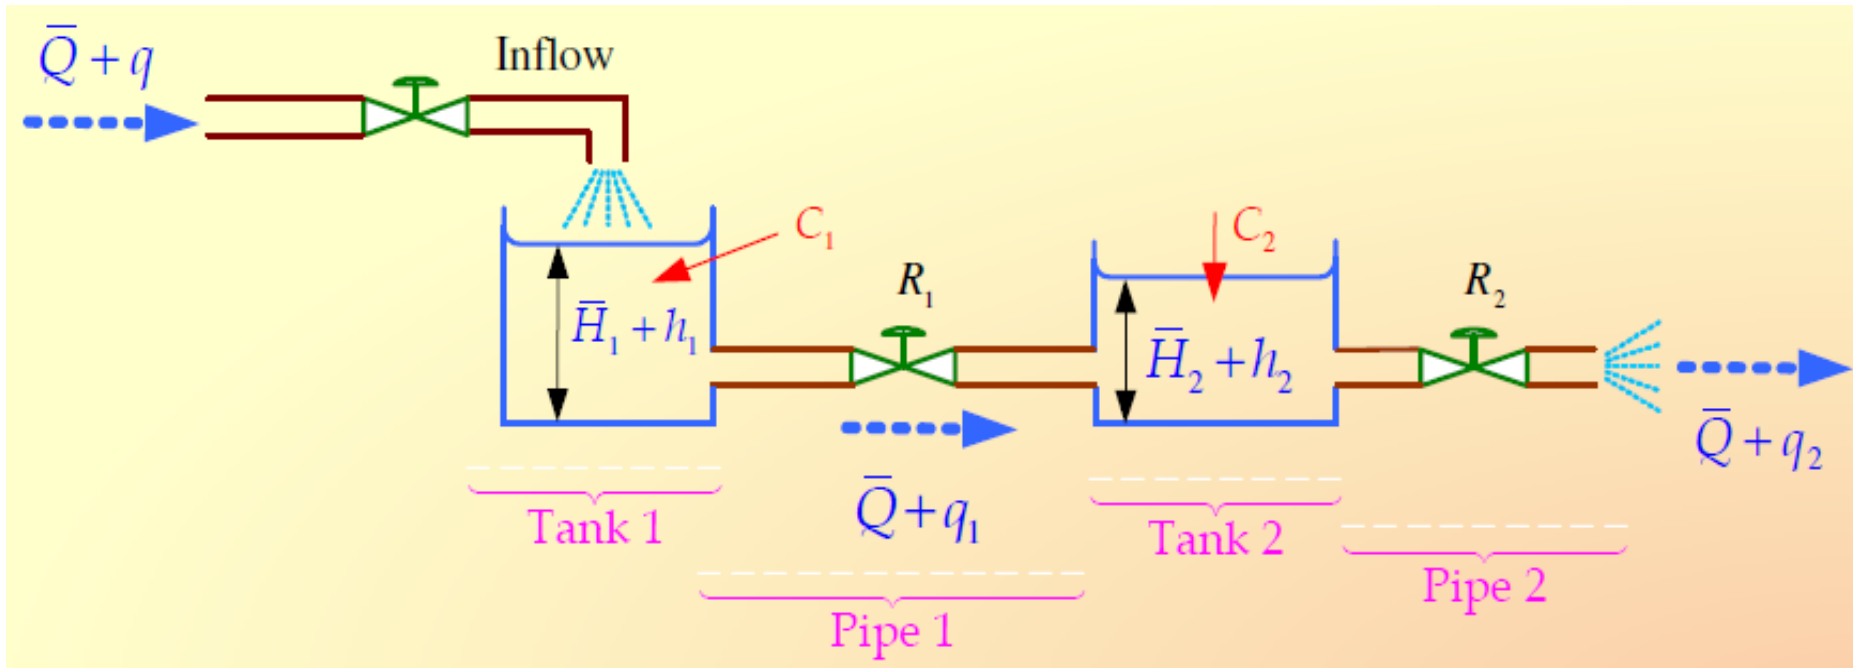 Q̅ + q
Inflow
C₁
C₂
R₁
R₂
H̅₁ + h₁
H̅₂ + h₂
Q̅ + q₂
Q̅ + q₁
Tank 1
Tank 2
Pipe 2
Pipe 1